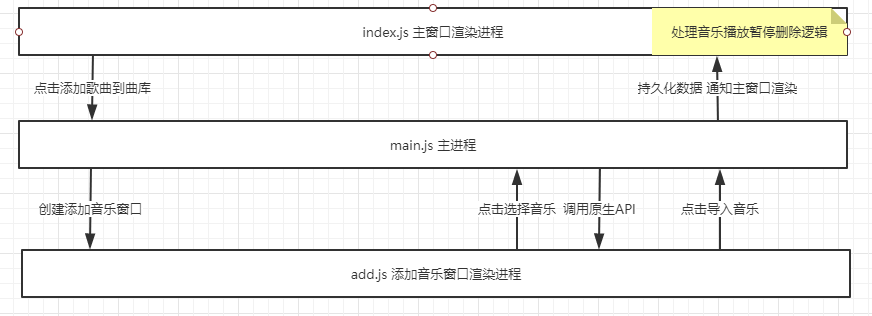 index.js 主窗口渲染进程
处理音乐播放暂停删除逻辑
点击添加歌曲到曲库
持久化数据 通知主窗口渲染
main.js 主进程
创建添加音乐窗口
点击选择音乐
调用原生API
点击导入音乐
add.js 添加音乐窗口渲染进程